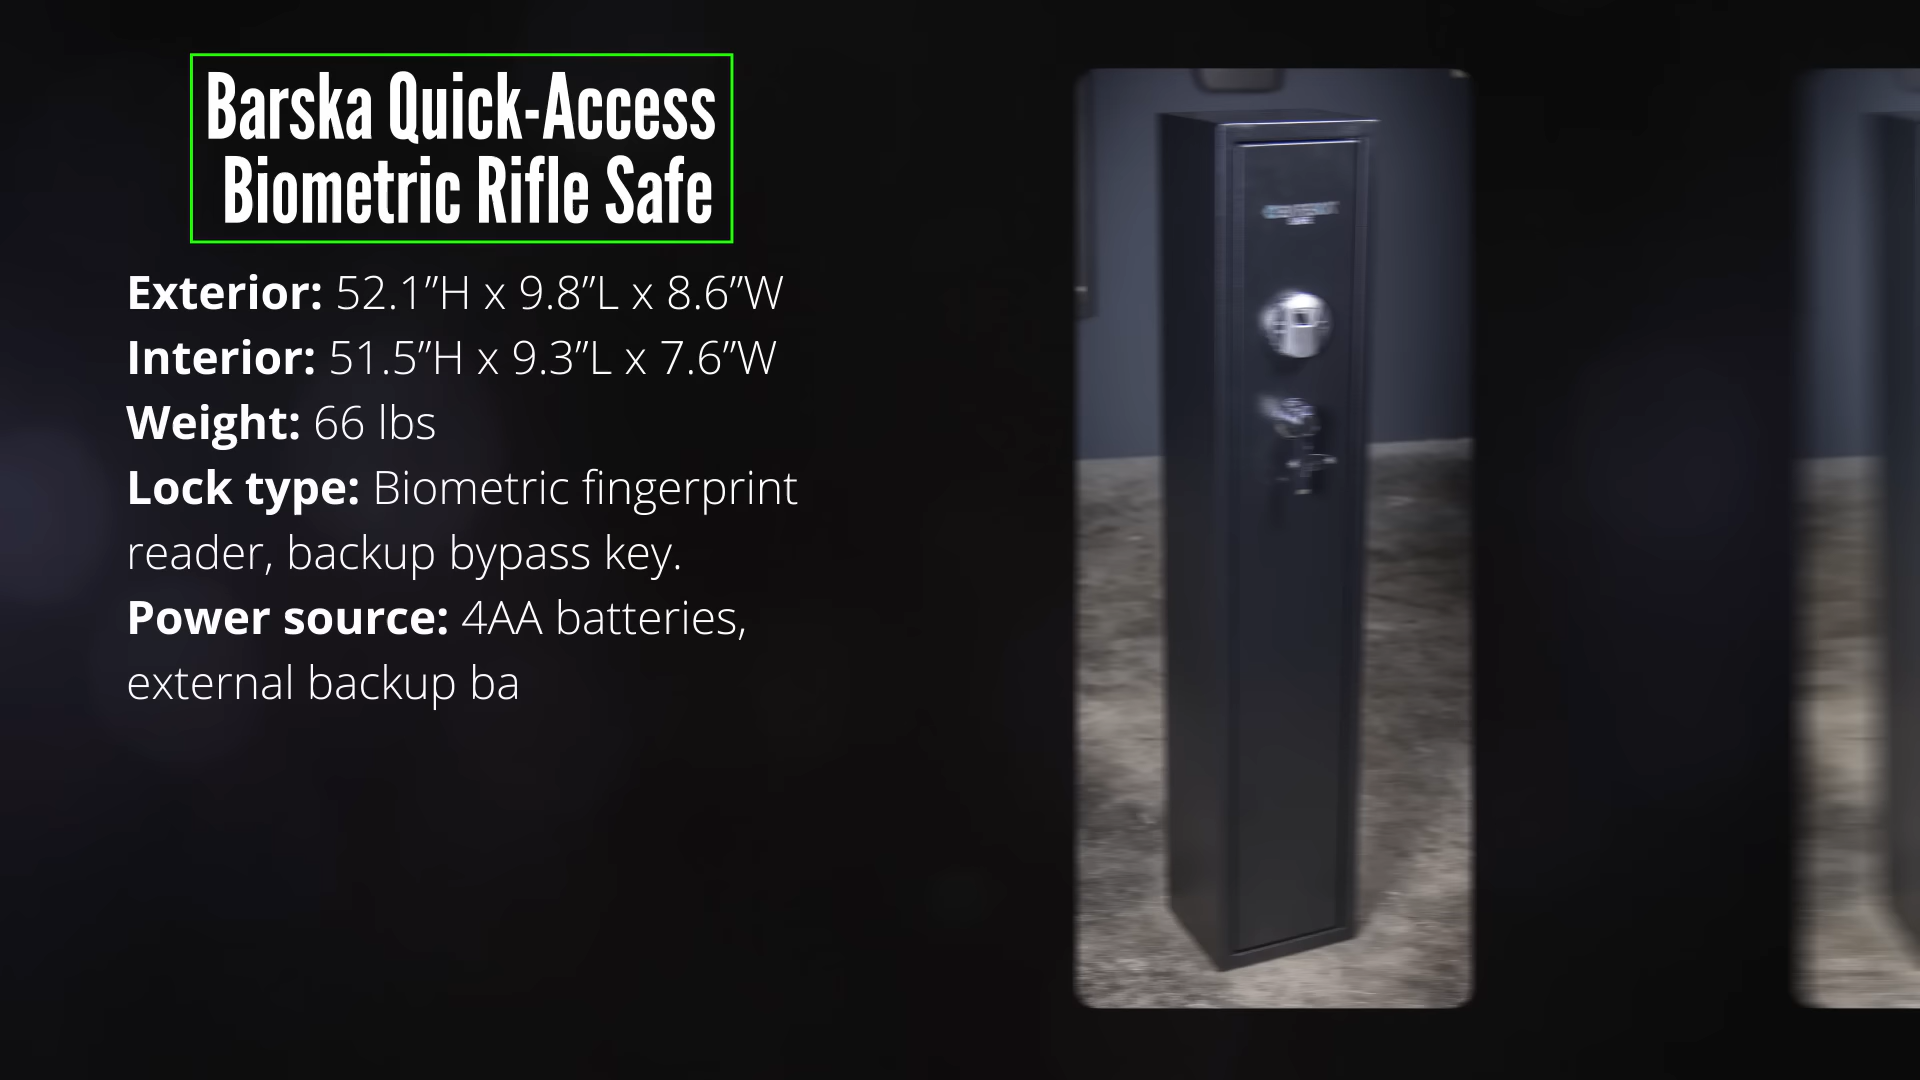 Barska Quick-Access
Biometric Rifle Safe
Exterior: 52.1”H x 9.8”L x 8.6”W
Interior: 51.5”H x 9.3”L x 7.6”W
Weight: 66 lbs
Lock type: Biometric fingerprint
reader, backup bypass key.
Power source: 4AA batteries,
external backup ba